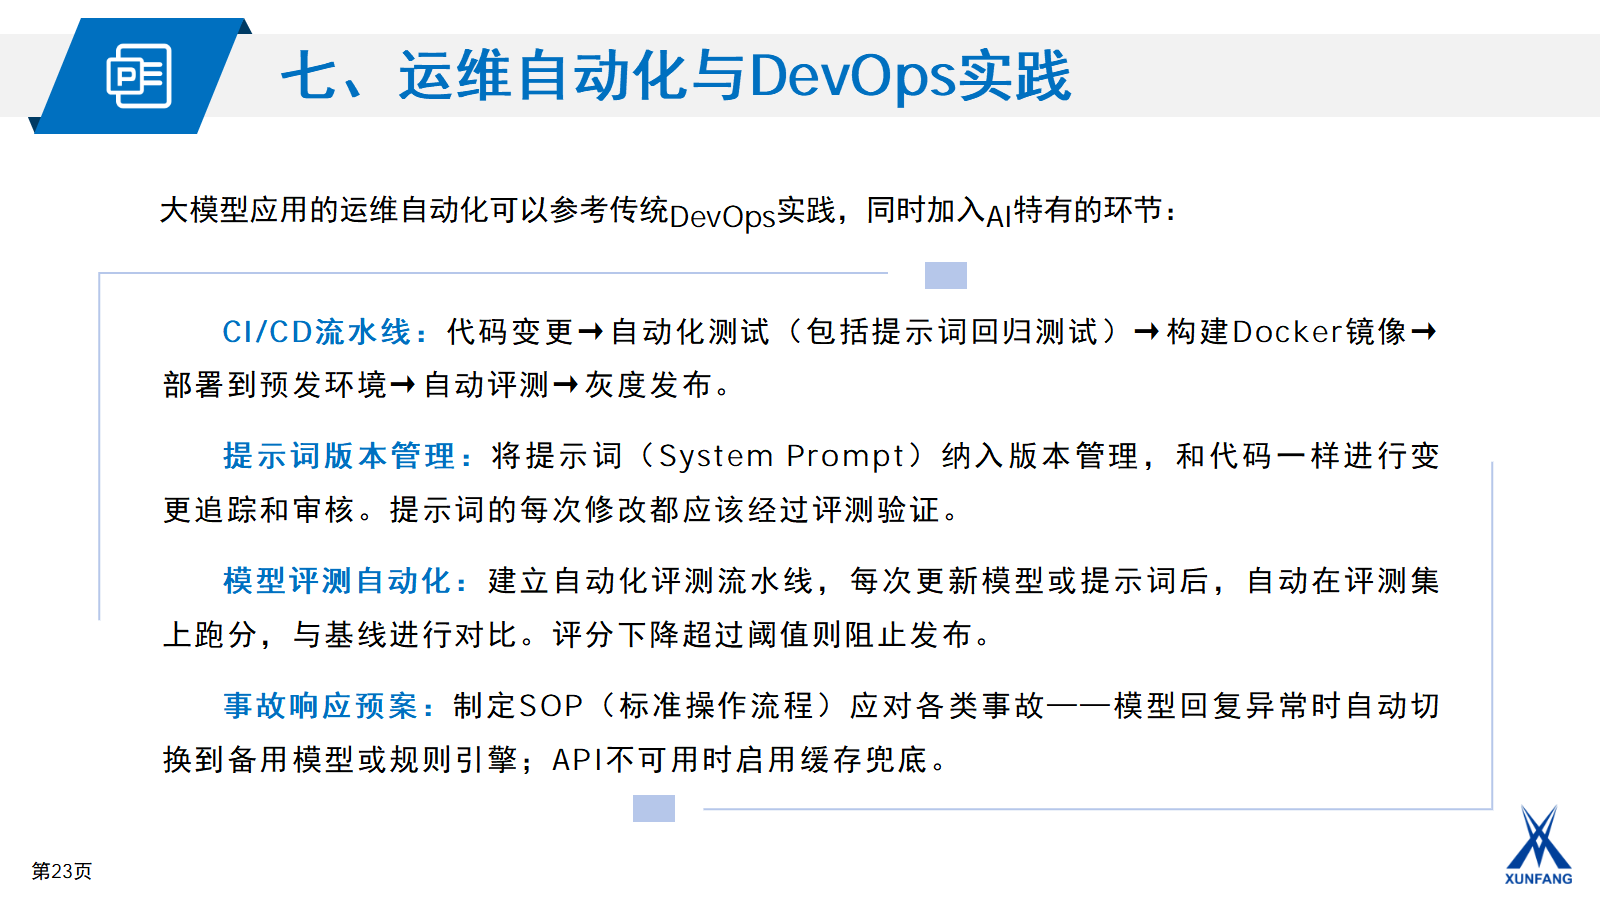 七、运维自动化与DevOps实践
大模型应用的运维自动化可以参考传统DevOps实践，同时加入AI特有的环节：
CI/CD流水线：代码变更→自动化测试（包括提示词回归测试）→构建Docker镜像→
部署到预发环境→自动评测→灰度发布。
提示词版本管理：将提示词（System Prompt）纳入版本管理，和代码一样进行变
更追踪和审核。提示词的每次修改都应该经过评测验证。
模型评测自动化：建立自动化评测流水线，每次更新模型或提示词后，自动在评测集
上跑分，与基线进行对比。评分下降超过阈值则阻止发布。
事故响应预案：制定SOP（标准操作流程）应对各类事故——模型回复异常时自动切
换到备用模型或规则引擎；API不可用时启用缓存兜底。
第23页
XUNFANG